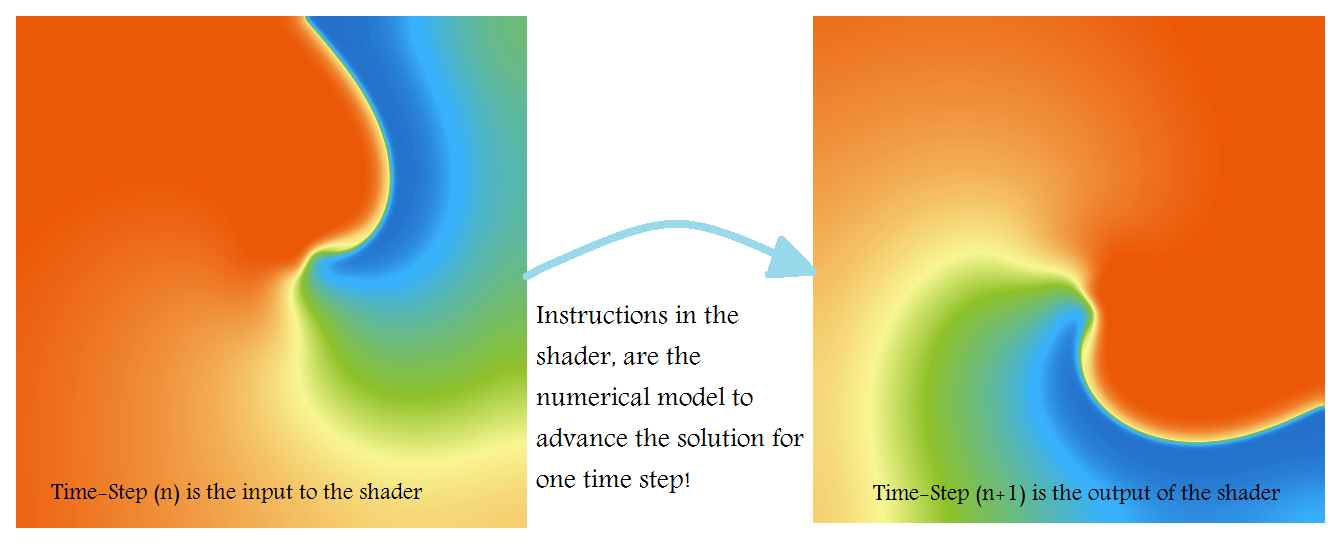 Time-Step (n) is the input to the shader
Instructions in the
shader, are the
numerical model to
advance the solution for
one time step!
Time-Step (n+1) is the output of the shader